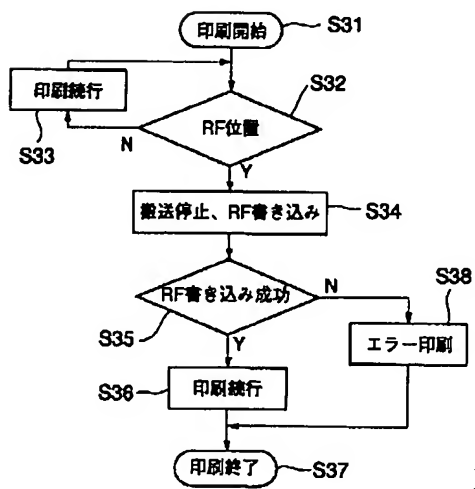 印刷開始
S31
印刷続行
S33
RF位置
S32
N
Y
搬送停止、RF書き込み
S34
RF書き込み成功
S35
N
Y
S38
エラー印刷
印刷続行
S36
印刷終了
S37